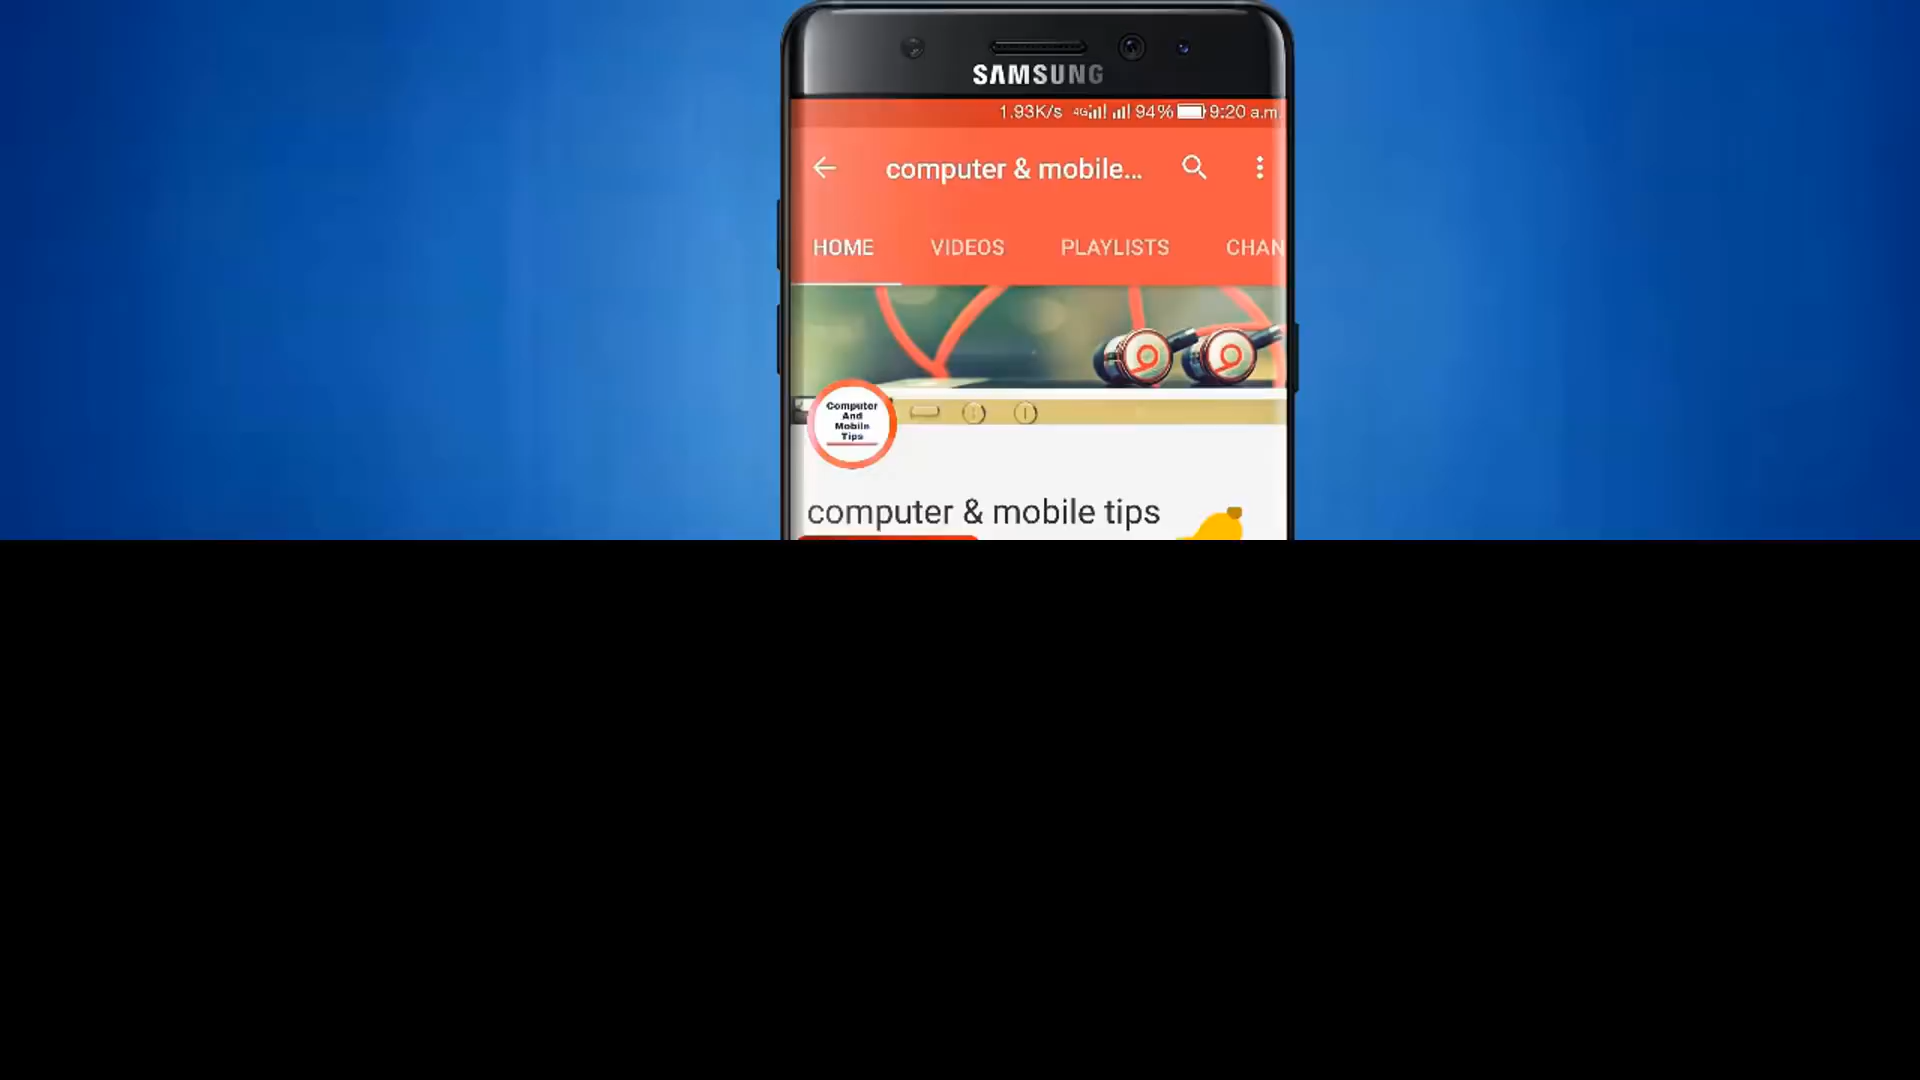 SAMSUNG
1.93K/s 4G 94% 9:20 a.m.
computer & mobile...
HOME VIDEOS PLAYLISTS CHAN
Computer
And
Mobile
Tips
computer & mobile tips